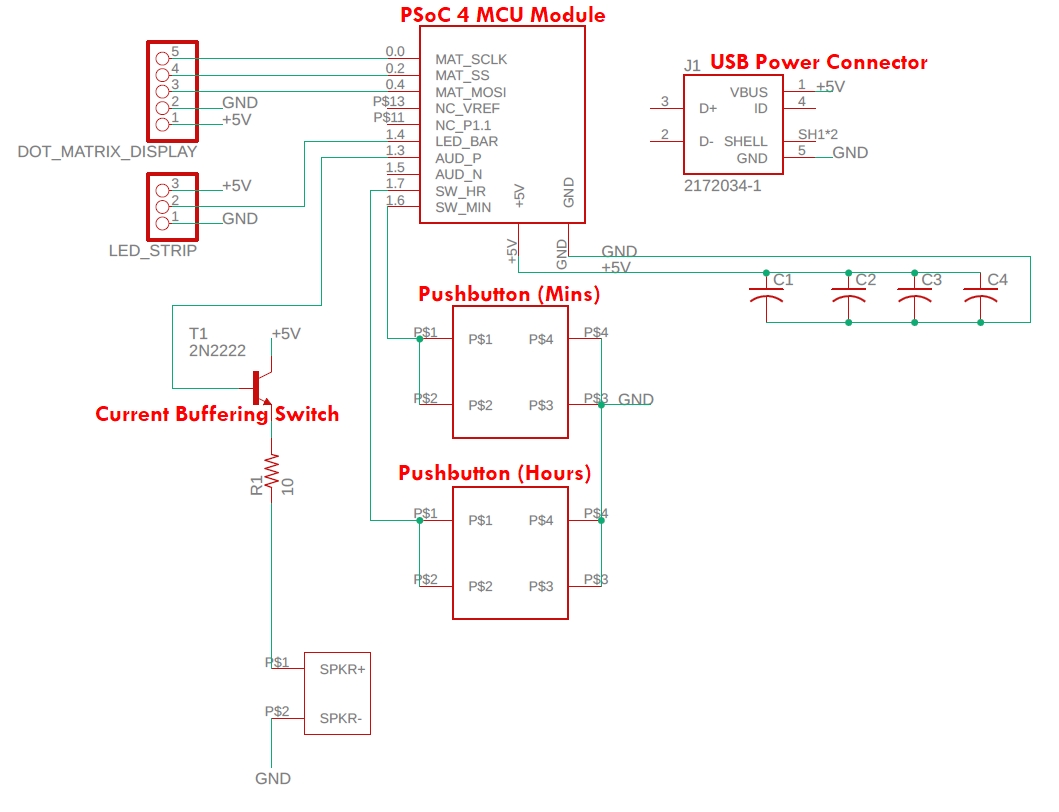 PSoC 4 MCU Module
5
4
3
2
1
GND
+5V
DOT_MATRIX_DISPLAY
3
2
1
+5V
GND
LED_STRIP
0.0
0.2
0.4
P$13
P$11
1.4
1.3
1.5
1.7
1.6
MAT_SCLK
MAT_SS
MAT_MOSI
NC_VREF
NC_P1.1
LED_BAR
AUD_P
AUD_N
SW_HR
SW_MIN
+5V
GND
+5V
GND
GND
+5V
J1 USB Power Connector
3
2
D+
D-
VBUS
ID
SHELL
GND
1
4
SH1*2
5
+5V
GND
2172034-1
C1
C2
C3
C4
Pushbutton (Mins)
P$1
P$2
P$1
P$2
P$4
P$3
P$4
P$3
GND
T1
2N2222
+5V
Current Buffering Switch
R1
10
Pushbutton (Hours)
P$1
P$2
P$1
P$2
P$4
P$3
P$4
P$3
P$1
P$2
SPKR+
SPKR-
GND